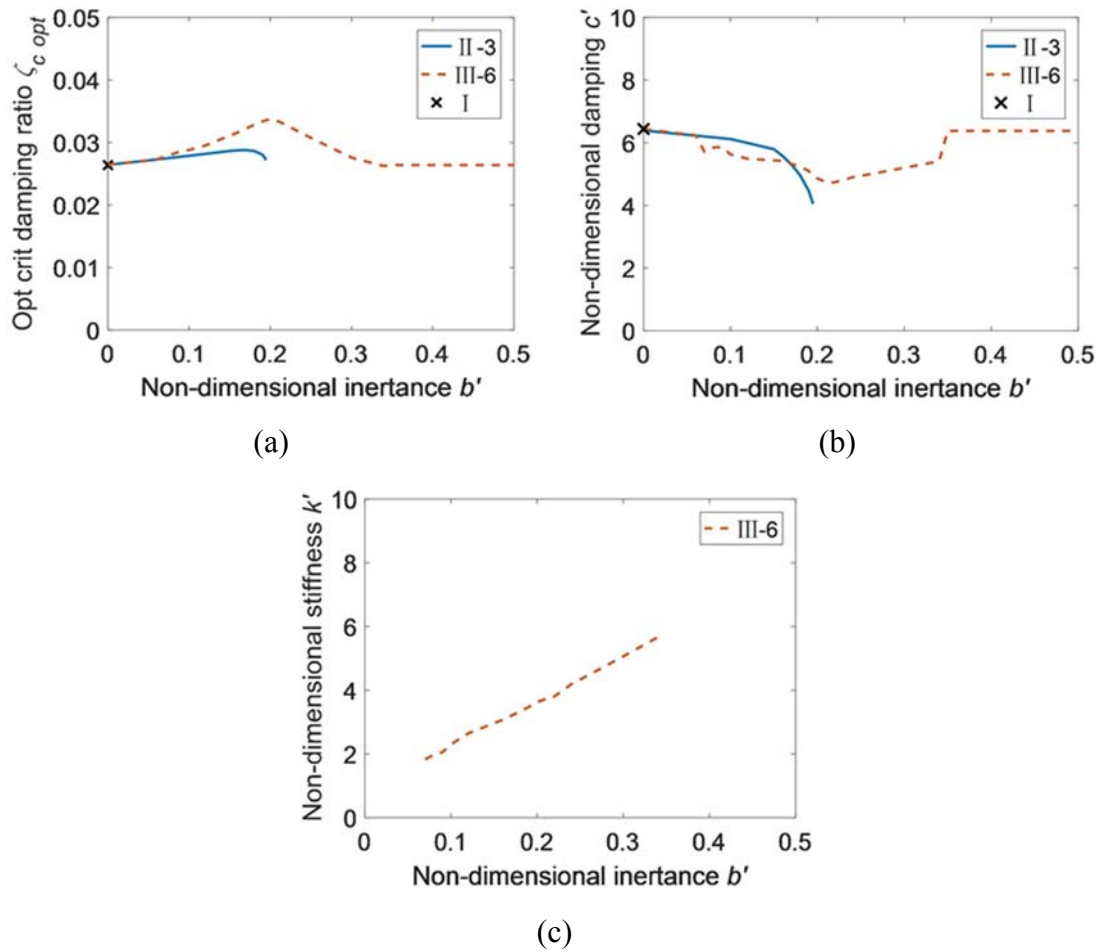 Opt crit damping ratio ζc opt
0.05
0.04
0.03
0.02
0.01
0
0
0.1
0.2
0.3
0.4
0.5
Non-dimensional inertance b'
II-3
III-6
I
(a)
Non-dimensional damping c'
10
8
6
4
2
0
0
0.1
0.2
0.3
0.4
0.5
Non-dimensional inertance b'
II-3
III-6
I
(b)
Non-dimensional stiffness k'
10
8
6
4
2
0
0
0.1
0.2
0.3
0.4
0.5
Non-dimensional inertance b'
III-6
(c)